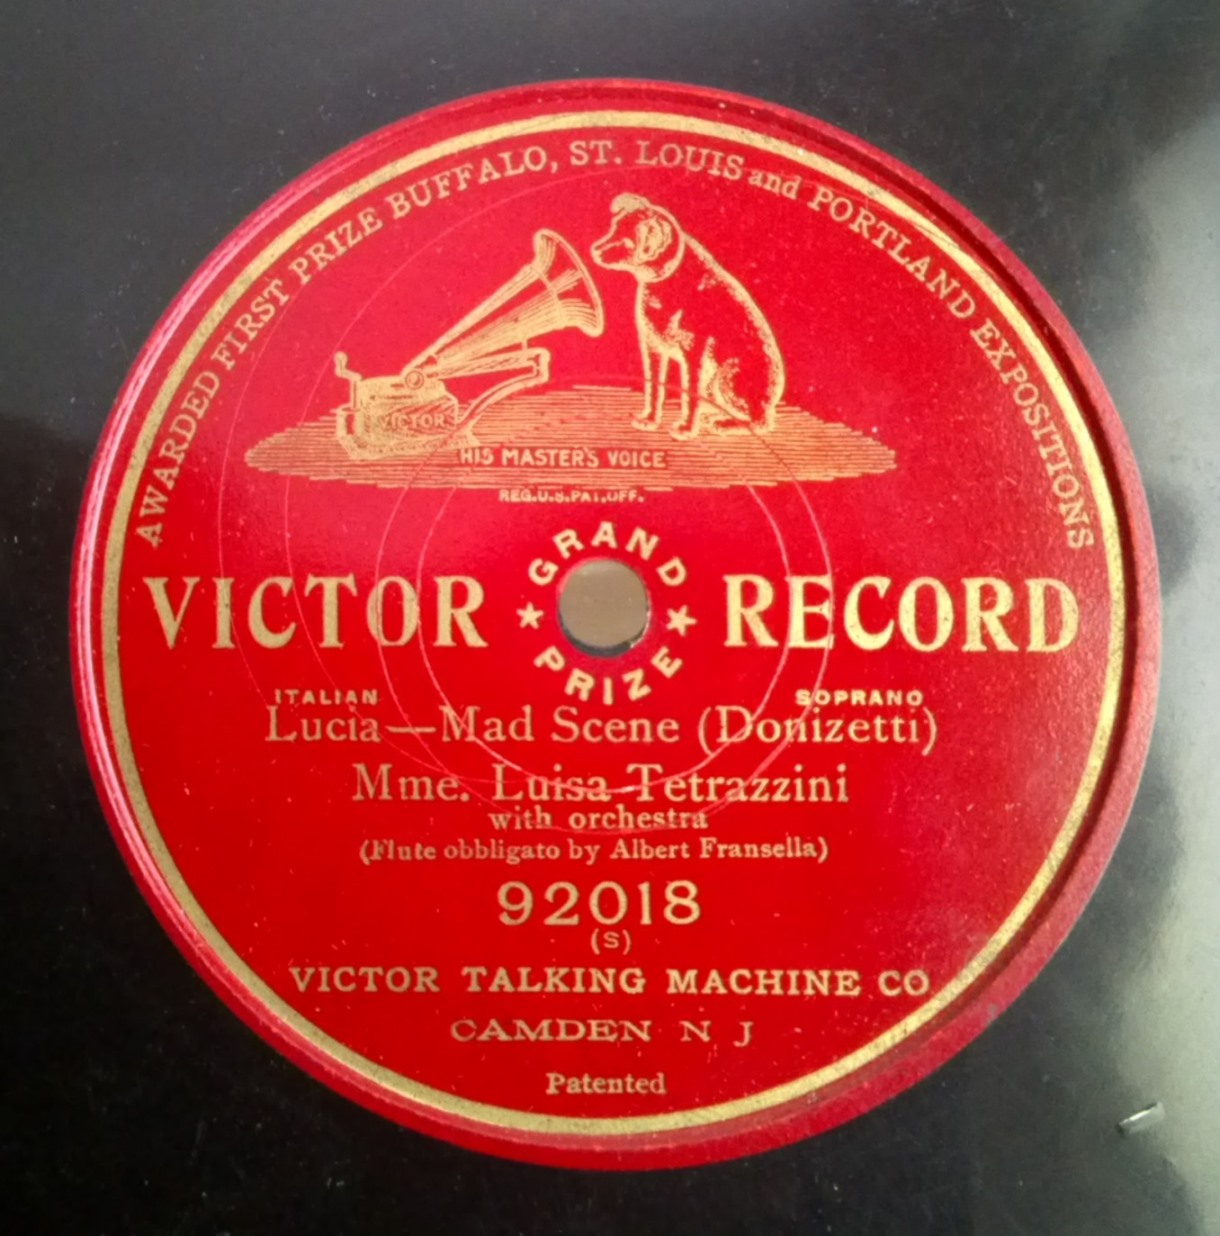 AWARDED FIRST PRIZE BUFFALO, ST. LOUIS and PORTLAND EXPOSITIONS
VICTOR
HIS MASTER'S VOICE
REG.U.S.PAT.OFF.
GRAND PRIZE
VICTOR RECORD
ITALIAN SOPRANO
Lucia—Mad Scene (Donizetti)
Mme. Luisa Tetrazzini
with orchestra
(Flute obbligato by Albert Fransella)
92018
(S)
VICTOR TALKING MACHINE CO
CAMDEN N J
Patented